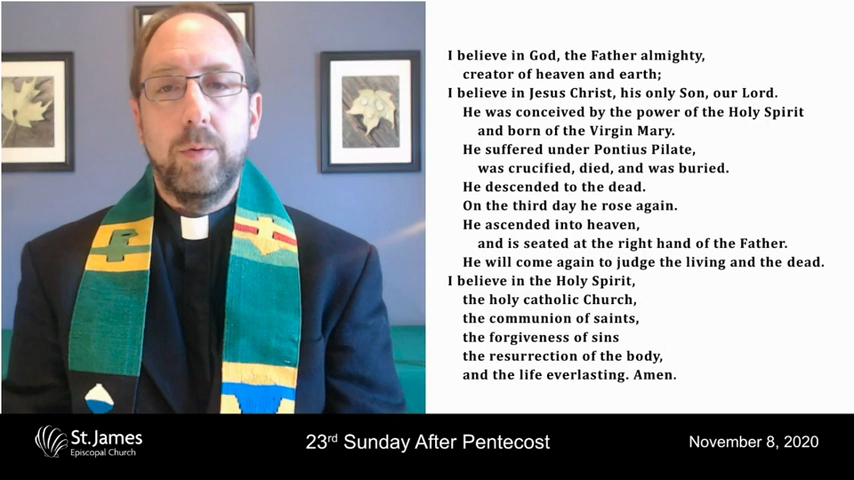 I believe in God, the Father almighty,
creator of heaven and earth;
I believe in Jesus Christ, his only Son, our Lord.
He was conceived by the power of the Holy Spirit
and born of the Virgin Mary.
He suffered under Pontius Pilate,
was crucified, died, and was buried.
He descended to the dead.
On the third day he rose again.
He ascended into heaven,
and is seated at the right hand of the Father.
He will come again to judge the living and the dead.
I believe in the Holy Spirit,
the holy catholic Church,
the communion of saints,
the forgiveness of sins
the resurrection of the body,
and the life everlasting. Amen.
St.James
Episcopal Church
23rd Sunday After Pentecost
November 8, 2020